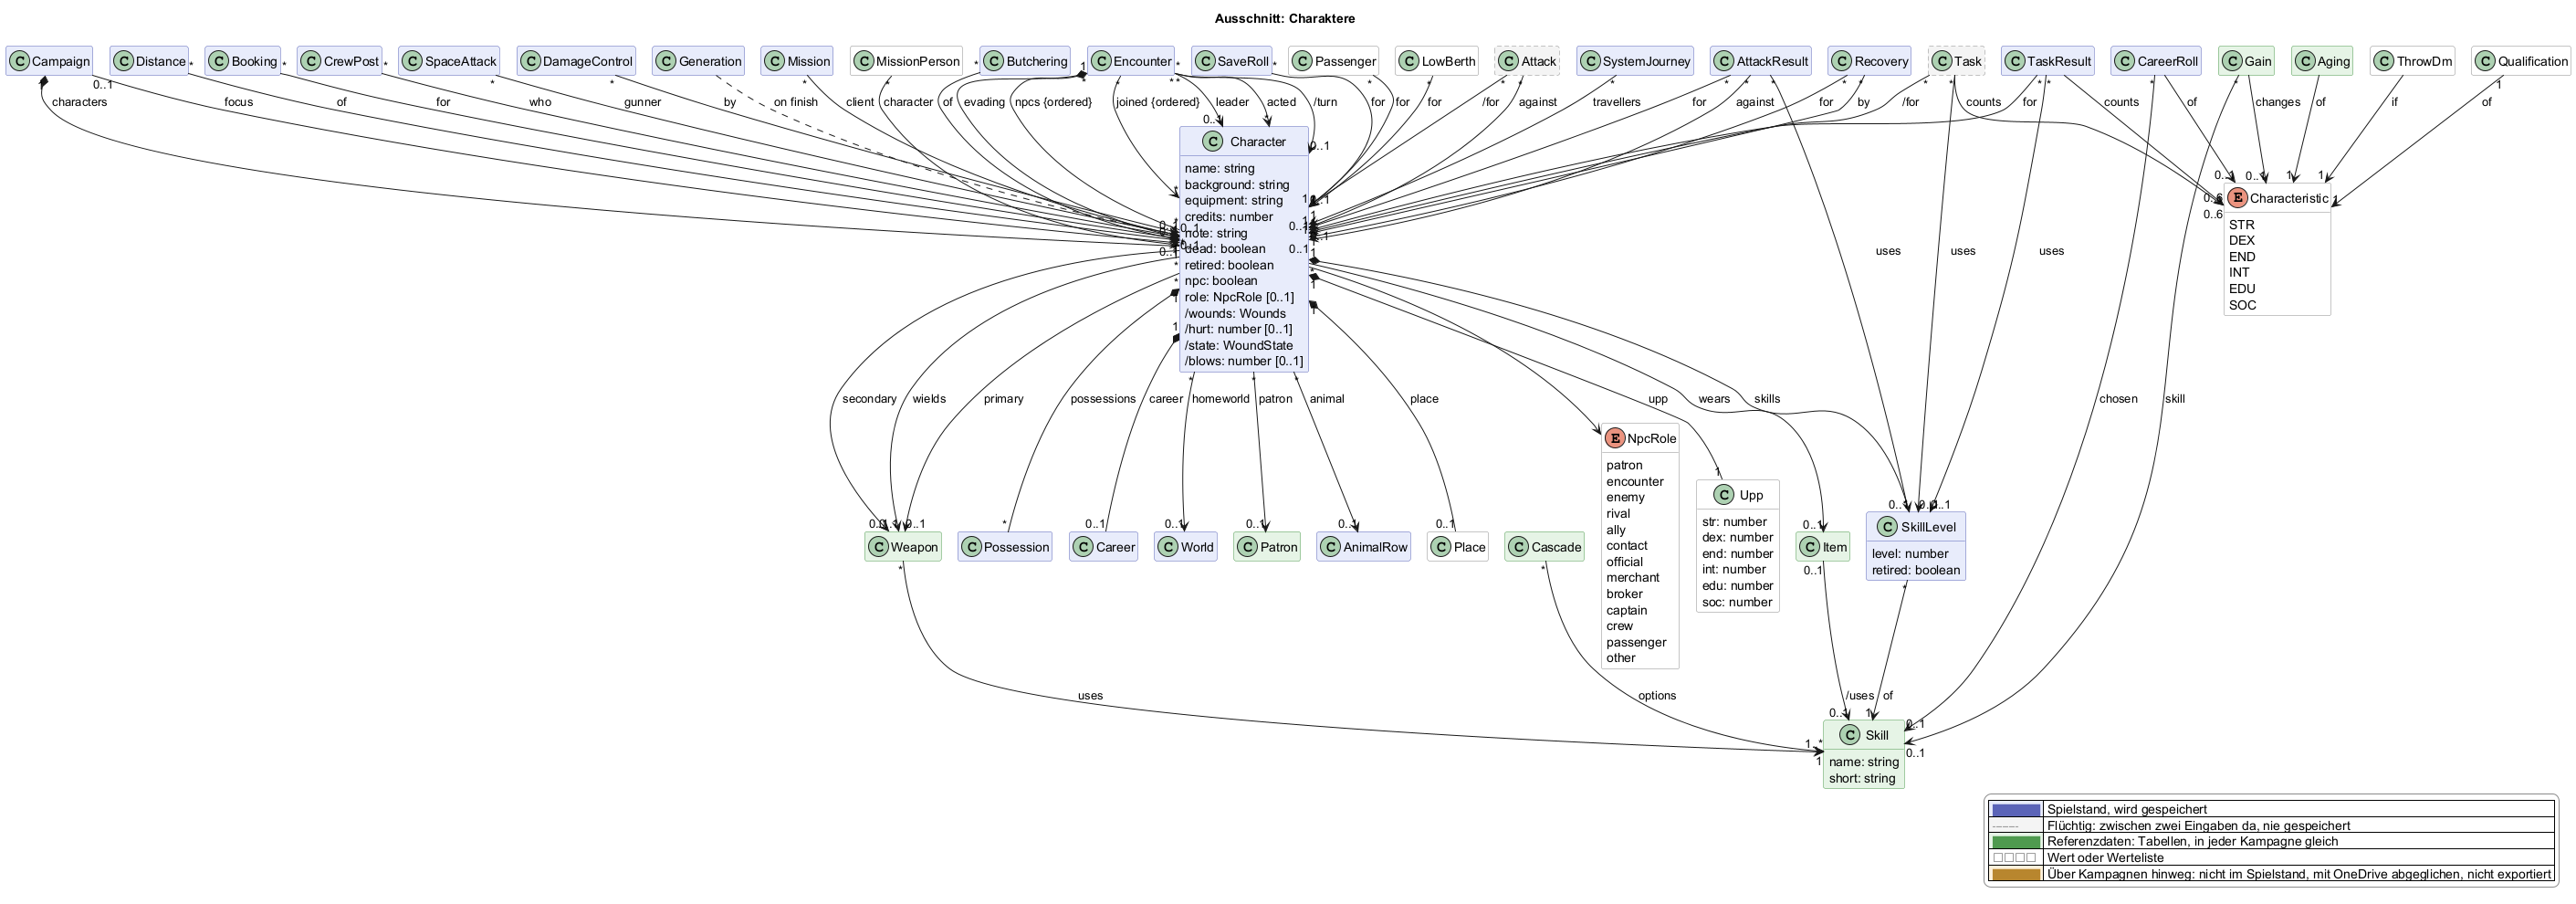 Ausschnitt: Charaktere
Campaign
Distance
Booking
CrewPost
SpaceAttack
DamageControl
Generation
Mission
MissionPerson
Butchering
Encounter
SaveRoll
Passenger
LowBerth
Attack
SystemJourney
AttackResult
Recovery
Task
TaskResult
CareerRoll
Gain
Aging
ThrowDm
Qualification
characters
focus
of
for
who
gunner
by
on finish
client
character
of
evading
npcs {ordered}
joined {ordered}
leader
acted
/turn
for
for
for
/for
against
travellers
for
against
for
by
/for
counts
for
counts
of
changes
of
if
of
Character
name: string
background: string
equipment: string
credits: number
note: string
dead: boolean
retired: boolean
npc: boolean
role: NpcRole [0..1]
/wounds: Wounds
/hurt: number [0..1]
/state: WoundState
/blows: number [0..1]
Characteristic
STR
DEX
END
INT
EDU
SOC
uses
uses
uses
secondary
wields
primary
possessions
career
homeworld
patron
animal
place
upp
wears
skills
chosen
skill
NpcRole
patron
encounter
enemy
rival
ally
contact
official
merchant
broker
captain
crew
passenger
other
Upp
str: number
dex: number
end: number
int: number
edu: number
soc: number
Weapon
Possession
Career
World
Patron
AnimalRow
Place
Cascade
Item
SkillLevel
level: number
retired: boolean
uses
options
/uses
of
Skill
name: string
short: string
Spielstand, wird gespeichert
Flüchtig: zwischen zwei Eingaben da, nie gespeichert
Referenzdaten: Tabellen, in jeder Kampagne gleich
Wert oder Werteliste
Über Kampagnen hinweg: nicht im Spielstand, mit OneDrive abgeglichen, nicht exportiert